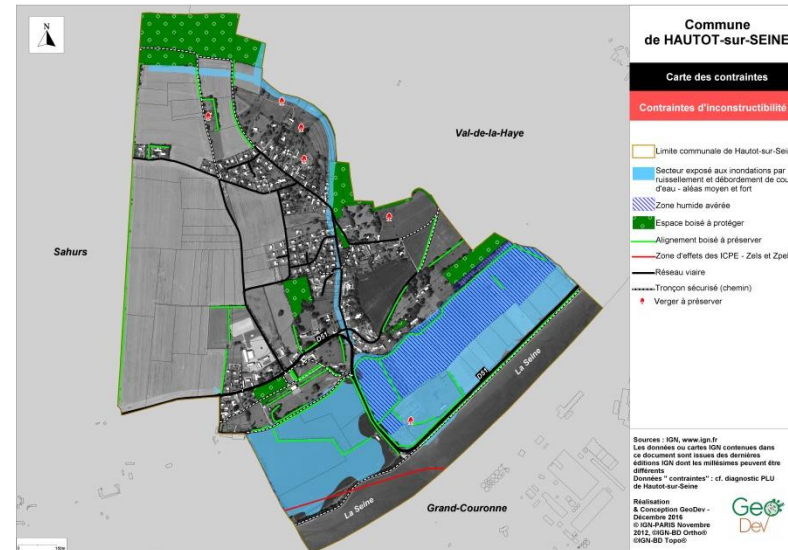 N
Commune
de HAUTOT-sur-SEINE
Carte des contraintes
Contraintes d'inconstructibilité
Limite communale de Hautot-sur-Sein
Secteur exposé aux inondations par
ruissellement et débordement de cou
d'eau - aléas moyen et fort
Zone humide avérée
Espace boisé à protéger
Alignement boisé à préserver
Zone d'effets des ICPE - Zels et Zpel
Réseau viaire
Tronçon sécurisé (chemin)
Verger à préserver
Val-de-la-Haye
Sahurs
D51
D51
La Seine
La Seine
Grand-Couronne
Sources : IGN, www.ign.fr
Les données ou cartes IGN contenues dans
ce document sont issues des dernières
éditions IGN dont les millésimes peuvent être
différents
Données " contraintes" : cf. diagnostic PLU
de Hautot-sur-Seine
Réalisation
& Conception GeoDev -
Décembre 2016
© IGN-PARIS Novembre
2012, ©IGN-BD Ortho®
©IGN-BD Topo®
Geo
Dev
0